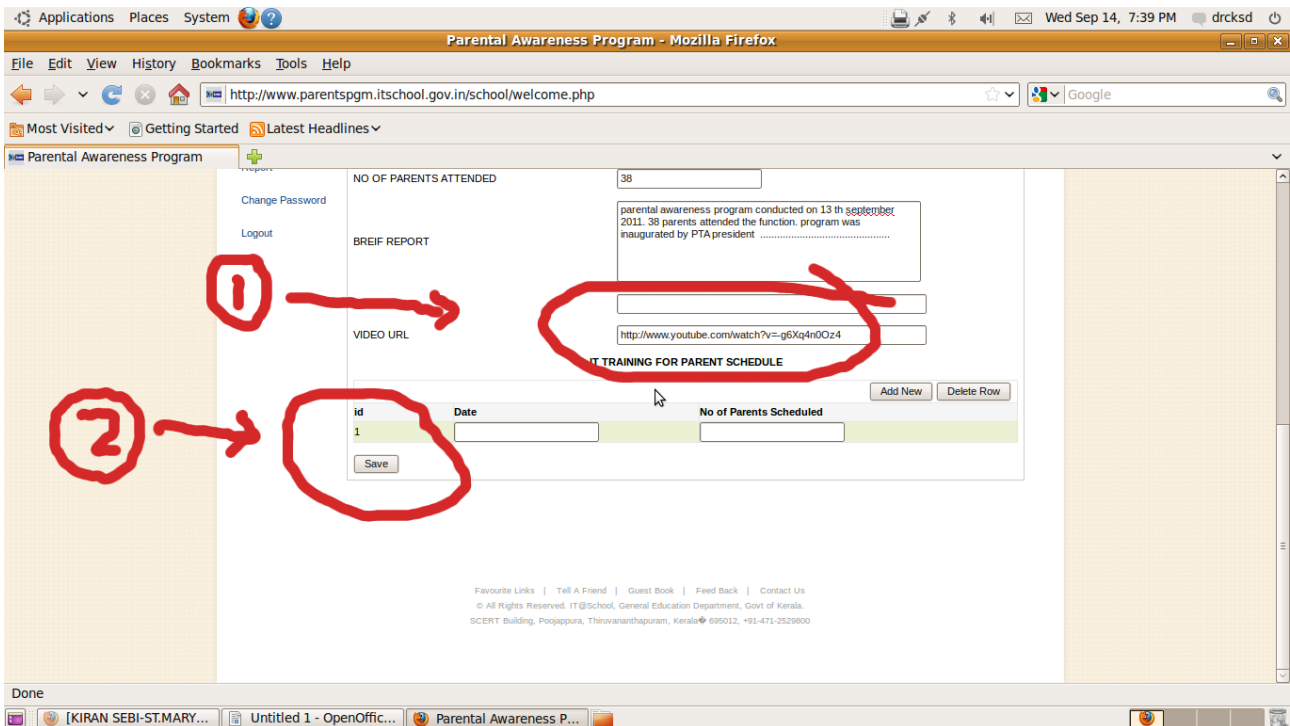 Applications Places System Wed Sep 14, 7:39 PM drcksd
Parental Awareness Program - Mozilla Firefox
File Edit View History Bookmarks Tools Help
http://www.parentspgm.itschool.gov.in/school/welcome.php Google
Most Visited Getting Started Latest Headlines
Parental Awareness Program
Report
NO OF PARENTS ATTENDED 38
Change Password
Logout
BREIF REPORT
parental awareness program conducted on 13 th september
2011. 38 parents attended the function. program was
inaugurated by PTA president ..............................................
1
VIDEO URL http://www.youtube.com/watch?v=-g6Xq4n0Oz4
IT TRAINING FOR PARENT SCHEDULE
Add New Delete Row
2
id Date No of Parents Scheduled
1
Save
Favourite Links | Tell A Friend | Guest Book | Feed Back | Contact Us
© All Rights Reserved. IT@School, General Education Department, Govt of Kerala.
SCERT Building, Poojappura, Thiruvananthapuram, Kerala� 695012, +91-471-2529800
Done
[KIRAN SEBI-ST.MARY... Untitled 1 - OpenOffic... Parental Awareness P...